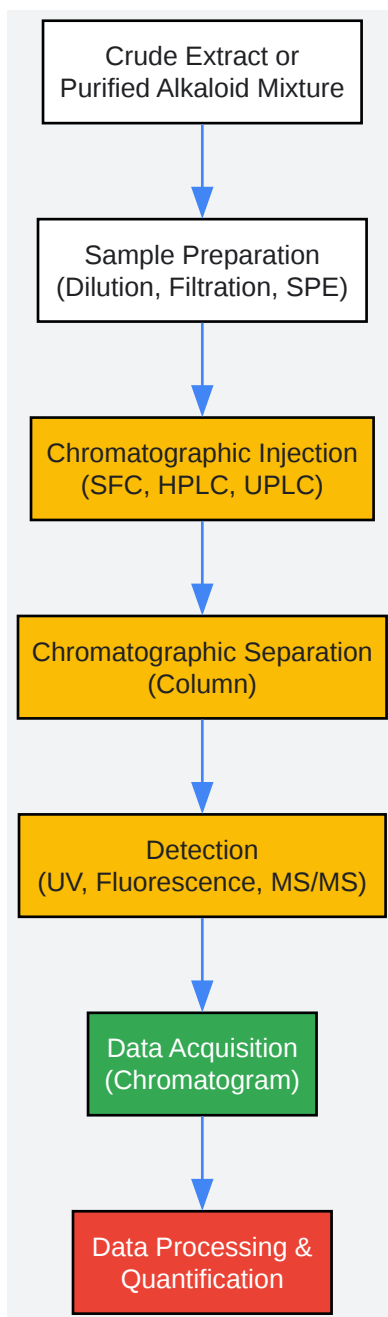 Crude Extract or
Purified Alkaloid Mixture
Sample Preparation
(Dilution, Filtration, SPE)
Chromatographic Injection
(SFC, HPLC, UPLC)
Chromatographic Separation
(Column)
Detection
(UV, Fluorescence, MS/MS)
Data Acquisition
(Chromatogram)
Data Processing &
Quantification